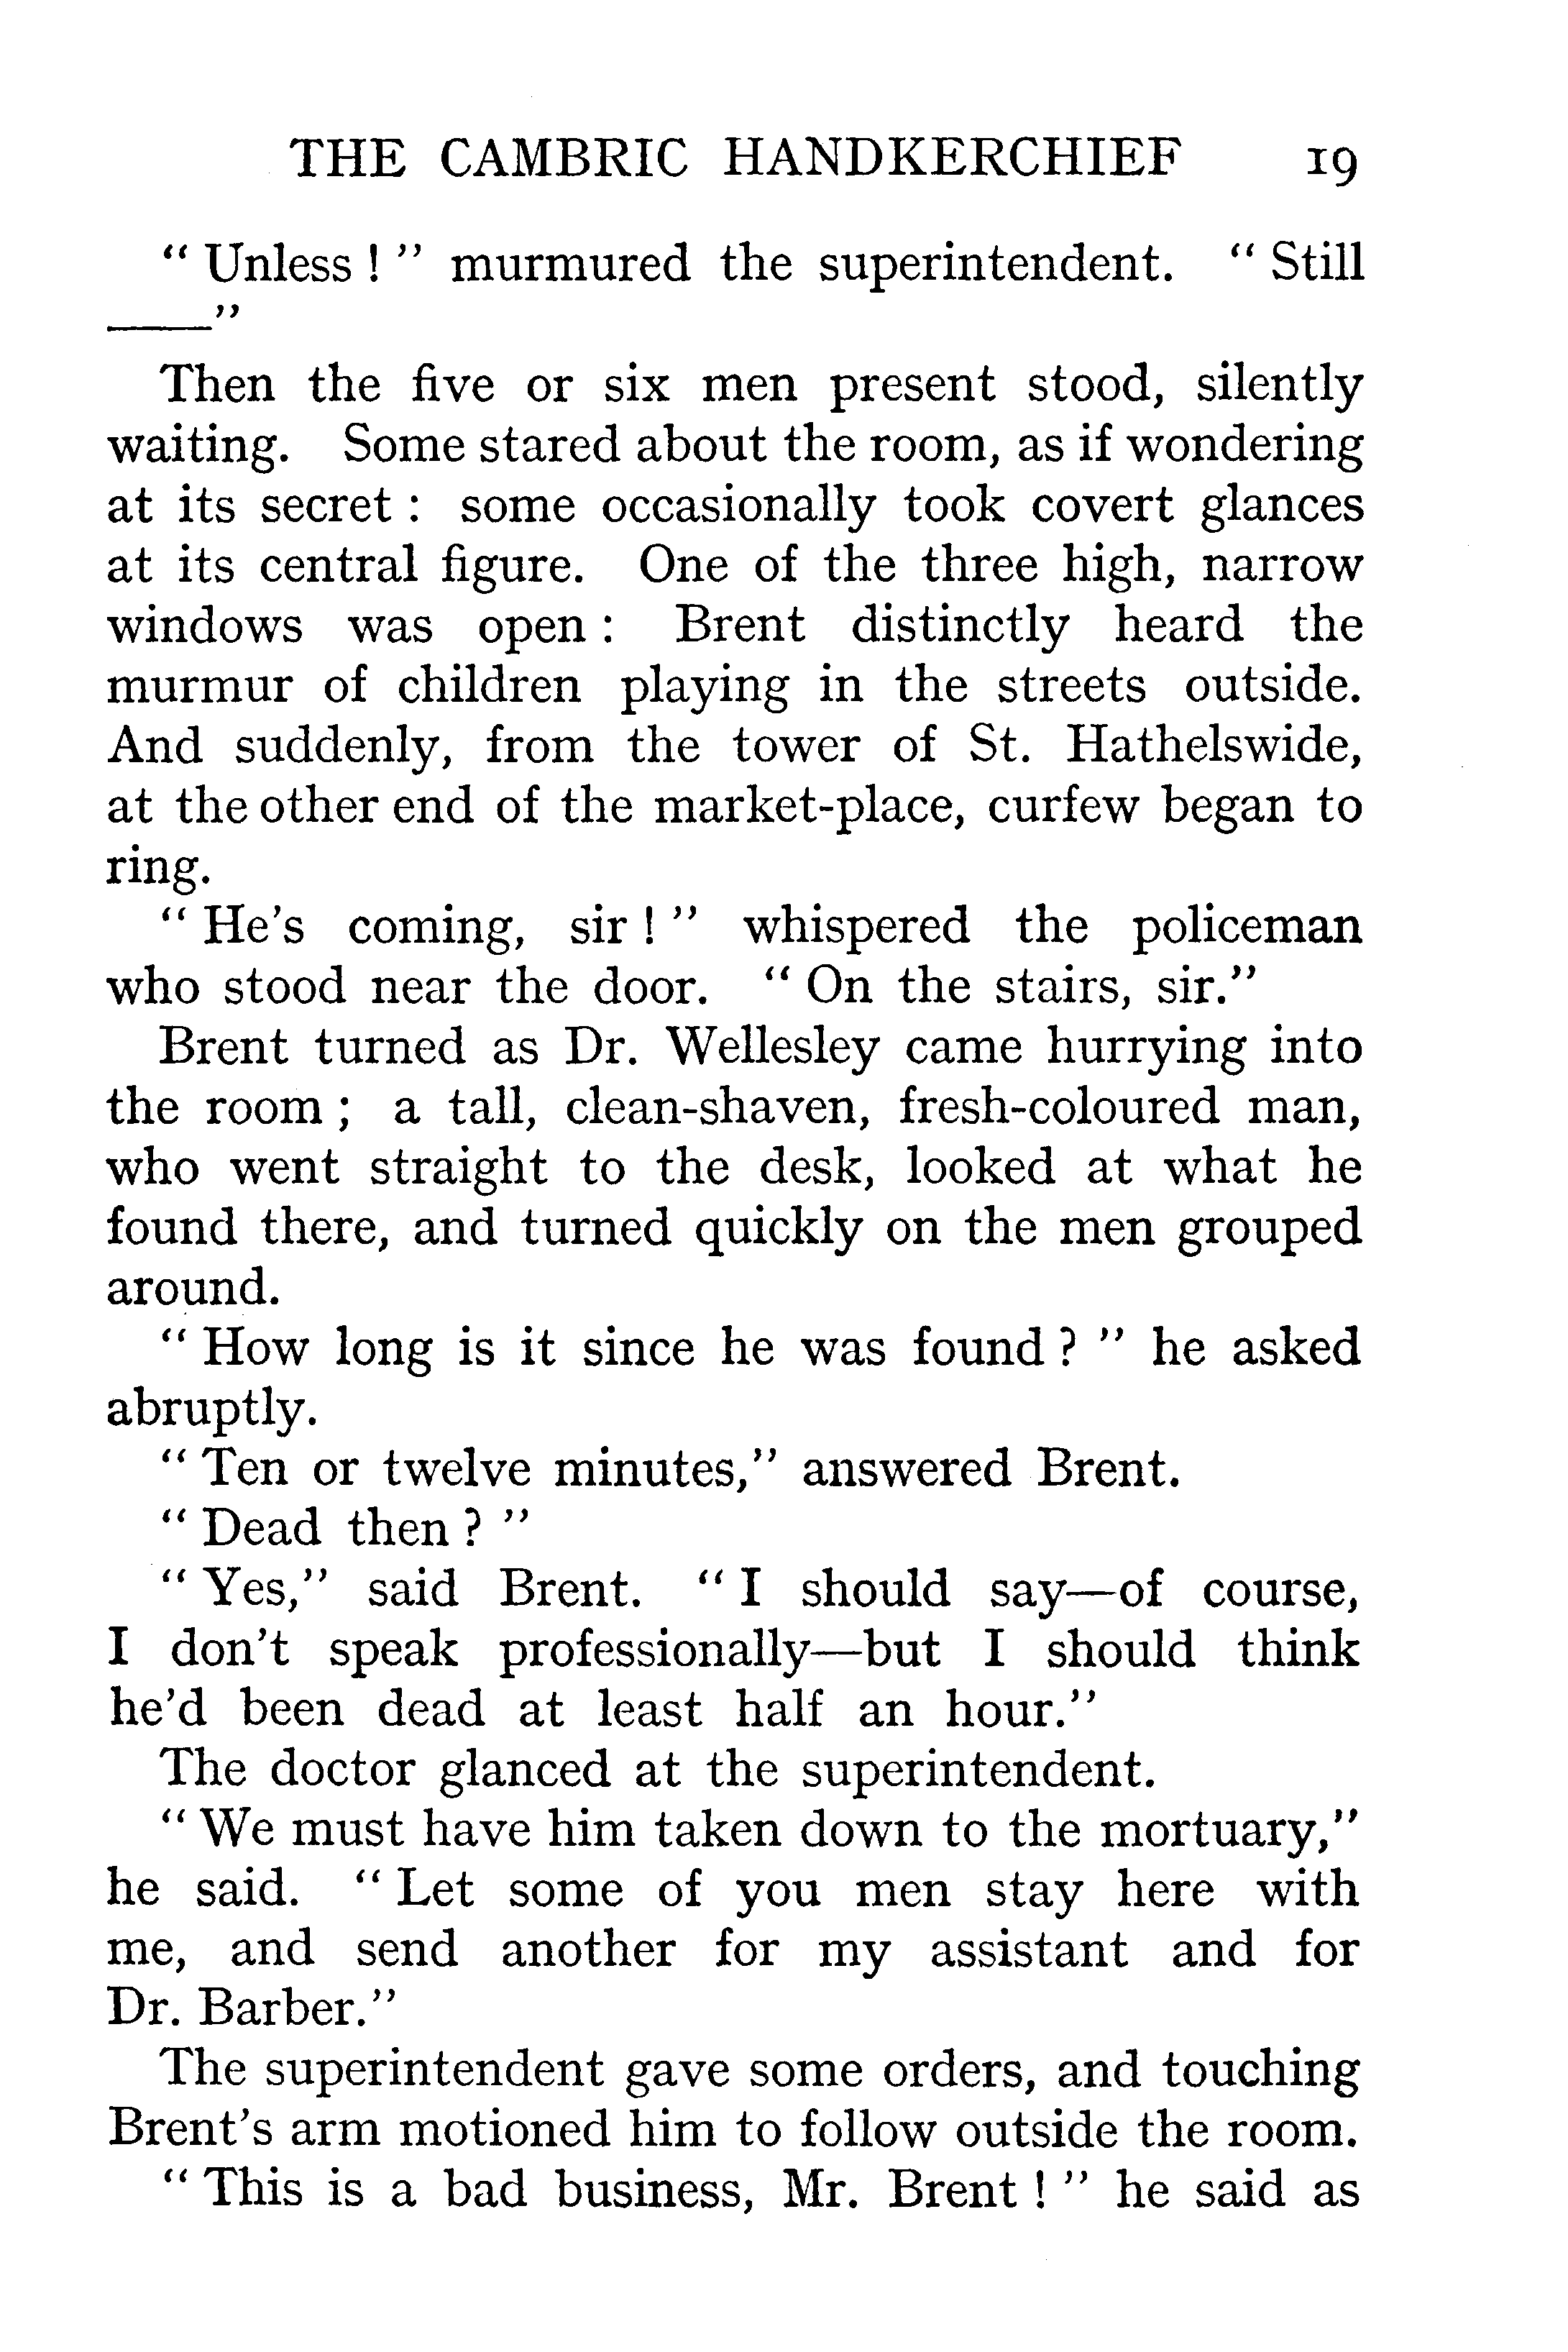 THE CAMBRIC HANDKERCHIEF 19
“ Unless ! ” murmured the superintendent. “ Still
——”
Then the five or six men present stood, silently
waiting. Some stared about the room, as if wondering
at its secret : some occasionally took covert glances
at its central figure. One of the three high, narrow
windows was open : Brent distinctly heard the
murmur of children playing in the streets outside.
And suddenly, from the tower of St. Hathelswide,
at the other end of the market-place, curfew began to
ring.
“ He's coming, sir ! ” whispered the policeman
who stood near the door. “ On the stairs, sir.”
Brent turned as Dr. Wellesley came hurrying into
the room ; a tall, clean-shaven, fresh-coloured man,
who went straight to the desk, looked at what he
found there, and turned quickly on the men grouped
around.
“ How long is it since he was found ? ” he asked
abruptly.
“ Ten or twelve minutes,” answered Brent.
“ Dead then ? ”
“ Yes,” said Brent. “ I should say—of course,
I don't speak professionally—but I should think
he'd been dead at least half an hour.”
The doctor glanced at the superintendent.
“ We must have him taken down to the mortuary,”
he said. “ Let some of you men stay here with
me, and send another for my assistant and for
Dr. Barber.”
The superintendent gave some orders, and touching
Brent's arm motioned him to follow outside the room.
“ This is a bad business, Mr. Brent ! ” he said as